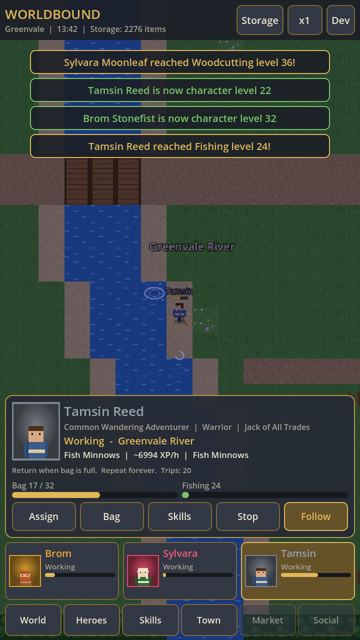 WORLDBOUND
Greenvale | 13:42 | Storage: 2276 items
Storage
x1
Dev
Sylvara Moonleaf reached Woodcutting level 36!
Tamsin Reed is now character level 22
Brom Stonefist is now character level 32
Tamsin Reed reached Fishing level 24!
Greenvale River
Tamsin
Tamsin Reed
Common Wandering Adventurer | Warrior | Jack of All Trades
Working - Greenvale River
Fish Minnows | ~6994 XP/h | Fish Minnows
Return when bag is full. Repeat forever. Trips: 20
Bag 17 / 32
Fishing 24
Assign
Bag
Skills
Stop
Follow
Brom
Working
Sylvara
Working
Tamsin
Working
World
Heroes
Skills
Town
Market
Social